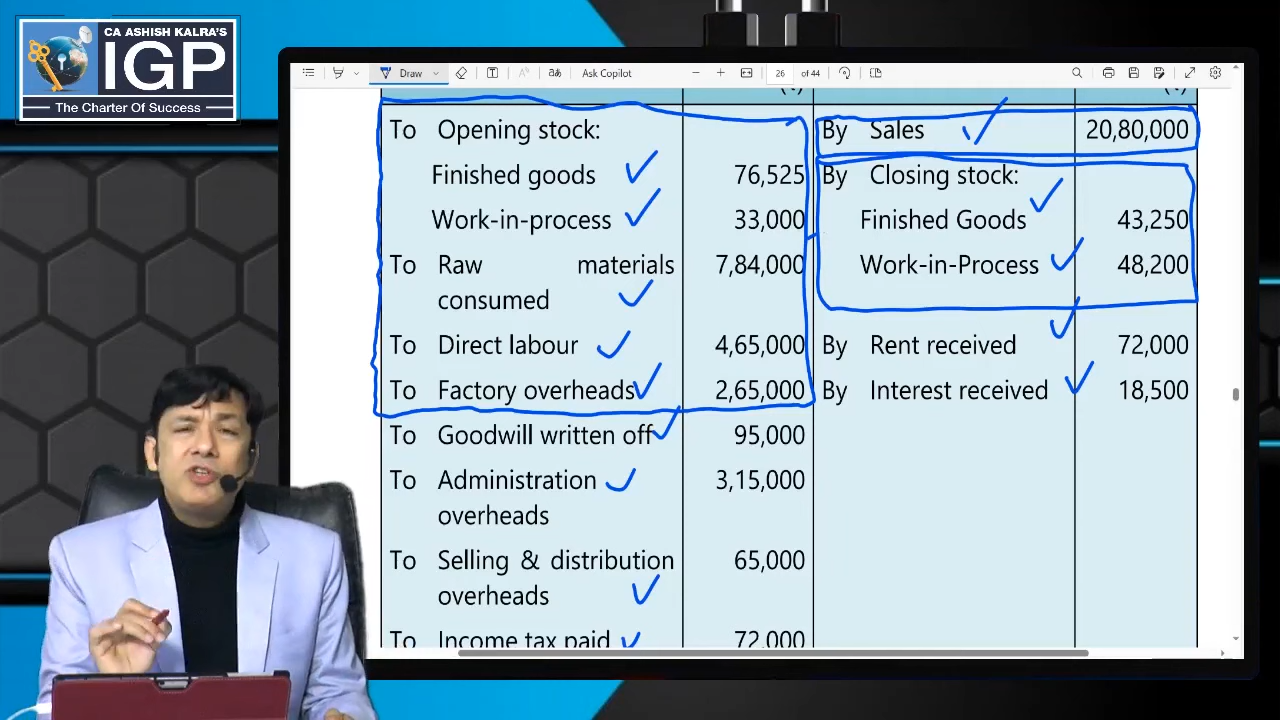 CA ASHISH KALRA'S
IGP
The Charter Of Success
Draw
Ask Copilot
26 of 44
To Opening stock: By Sales 20,80,000
Finished goods 76,525 By Closing stock:
Work-in-process 33,000 Finished Goods 43,250
To Raw materials 7,84,000 Work-in-Process 48,200
consumed
To Direct labour 4,65,000 By Rent received 72,000
To Factory overheads 2,65,000 By Interest received 18,500
To Goodwill written off 95,000
To Administration 3,15,000
overheads
To Selling & distribution 65,000
overheads
To Income tax paid 72,000